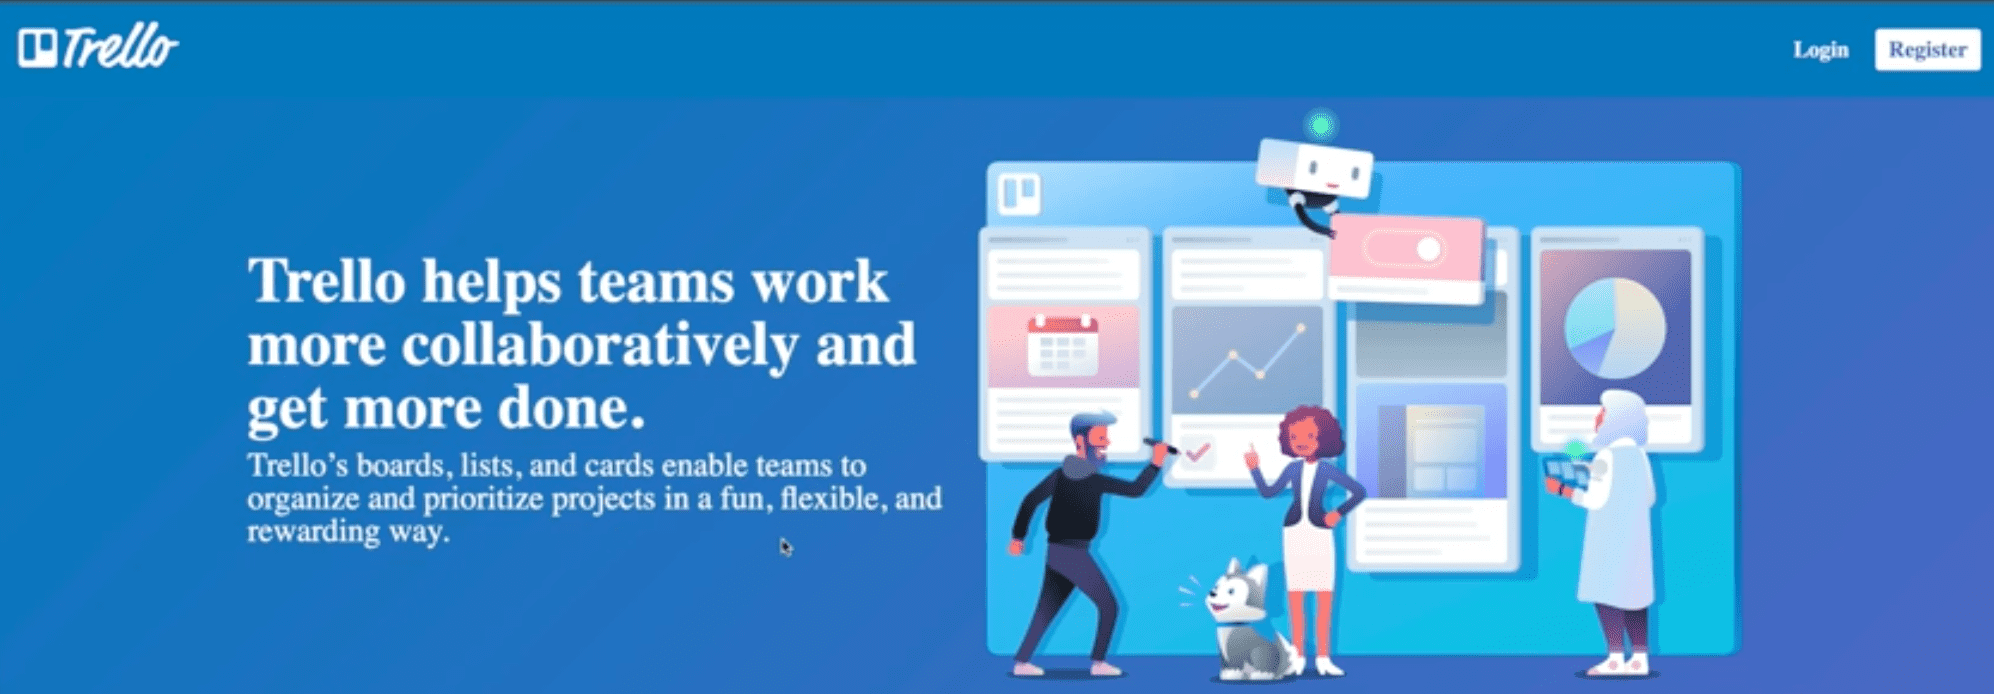 Trello
Login
Register
Trello helps teams work
more collaboratively and
get more done.
Trello’s boards, lists, and cards enable teams to
organize and prioritize projects in a fun, flexible, and
rewarding way.